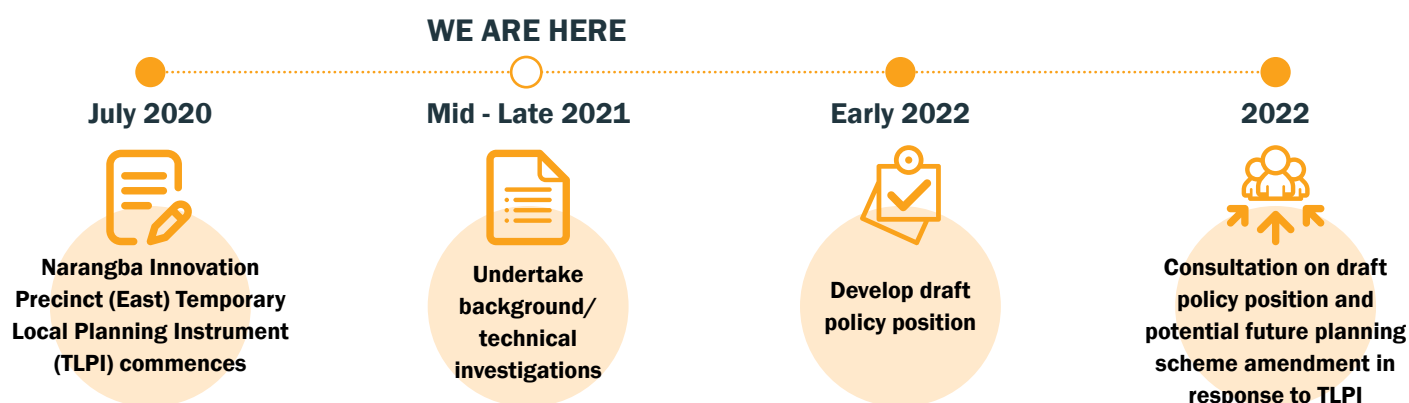 WE ARE HERE
July 2020
Mid - Late 2021
Early 2022
2022
Narangba Innovation
Precinct (East) Temporary
Local Planning Instrument
(TLPI) commences
Undertake
background/
technical
investigations
Develop draft
policy position
Consultation on draft
policy position and
potential future planning
scheme amendment in
response to TLPI